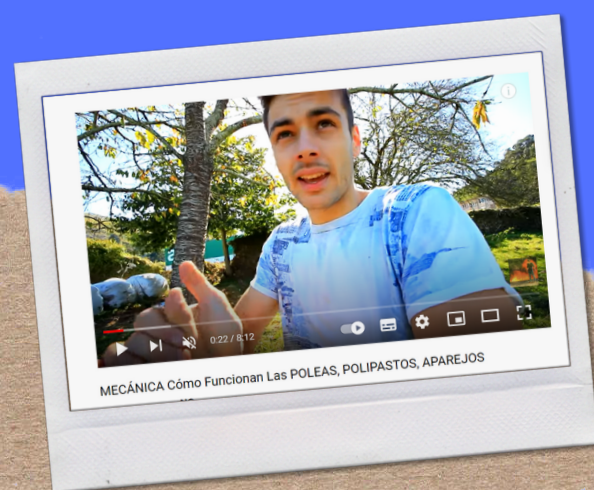 0:22 / 8:12
MECÁNICA Cómo Funcionan Las POLEAS, POLIPASTOS, APAREJOS